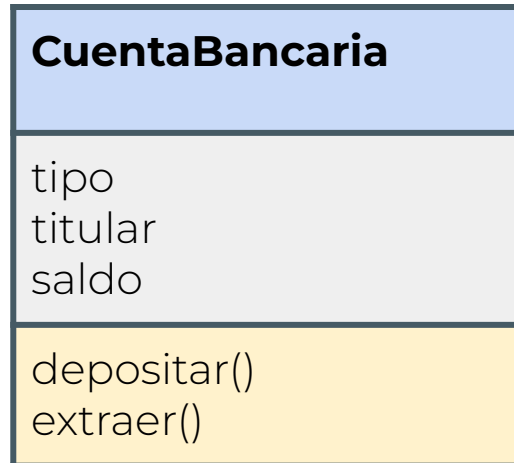 CuentaBancaria
tipo
titular
saldo
depositar()
extraer()